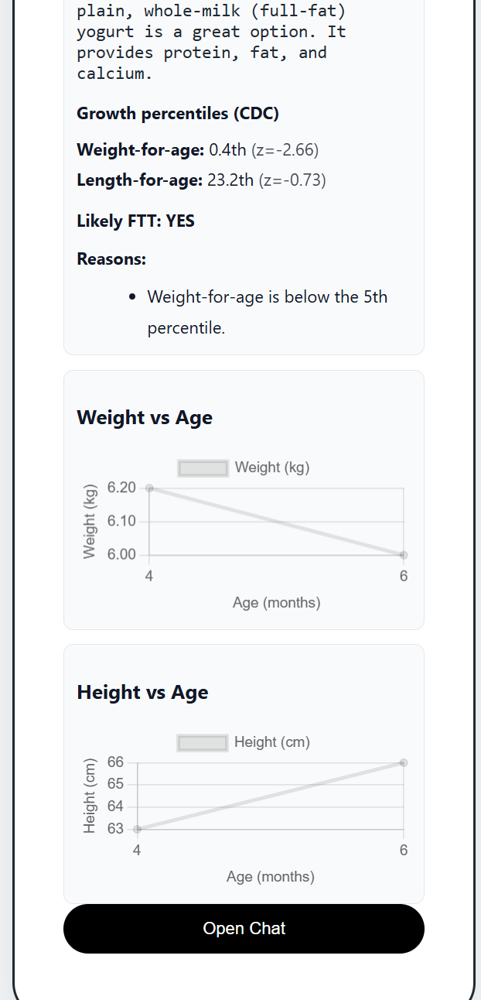 plain, whole-milk (full-fat)
yogurt is a great option. It
provides protein, fat, and
calcium.
Growth percentiles (CDC)
Weight-for-age: 0.4th (z=-2.66)
Length-for-age: 23.2th (z=-0.73)
Likely FTT: YES
Reasons:
• Weight-for-age is below the 5th
percentile.
Weight vs Age
Weight (kg)
Weight (kg)
6.20
6.10
6.00
4
6
Age (months)
Height vs Age
Height (cm)
Height (cm)
66
65
64
63
4
6
Age (months)
Open Chat